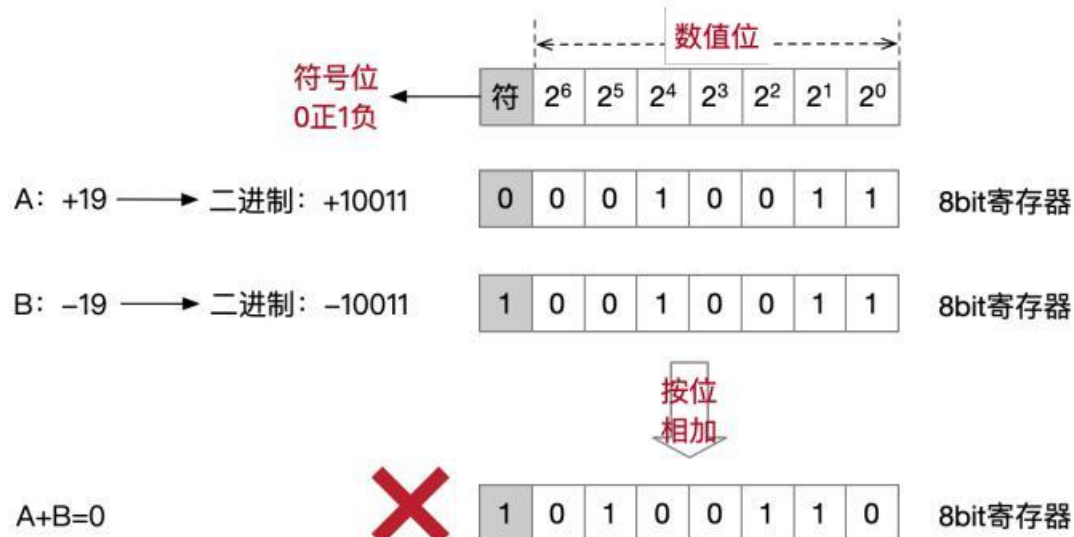 数值位
符号位
0正1负
符 2⁶ 2⁵ 2⁴ 2³ 2² 2¹ 2⁰
A：+19 二进制：+10011 0 0 0 1 0 0 1 1 8bit寄存器
B：−19 二进制：−10011 1 0 0 1 0 0 1 1 8bit寄存器
按位
相加
A+B=0 1 0 1 0 0 1 1 0 8bit寄存器